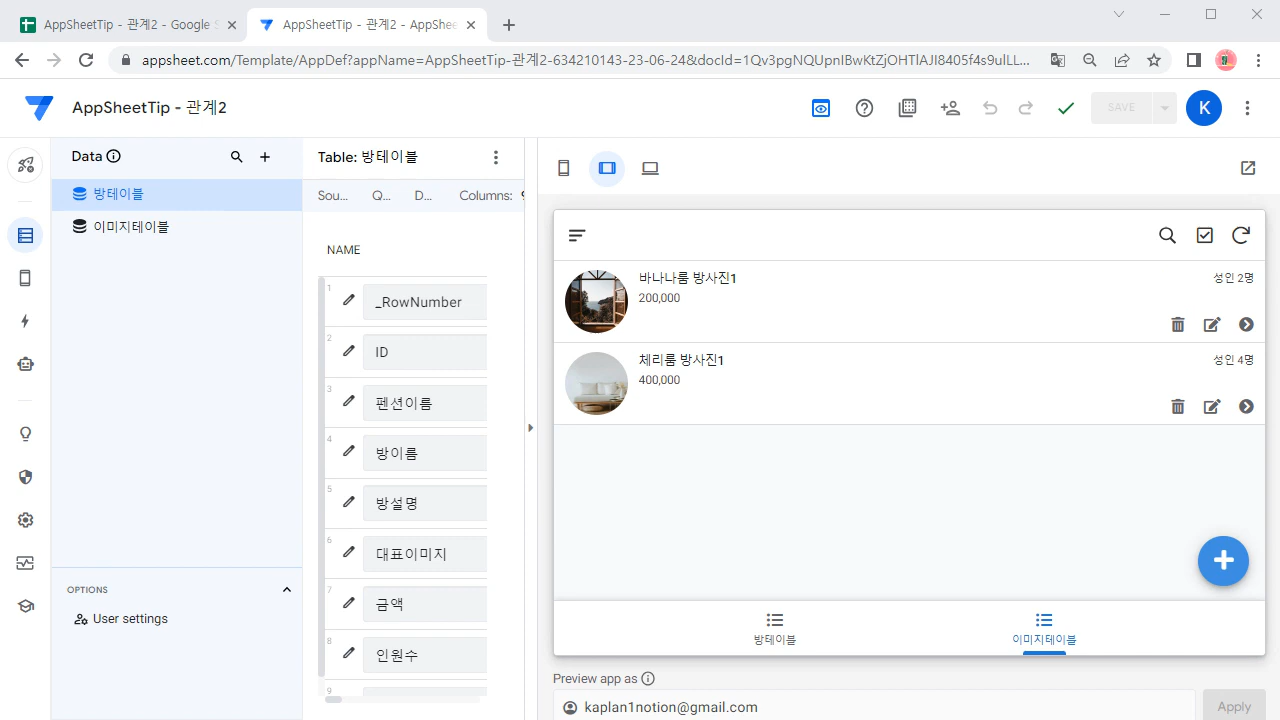 AppSheetTip - 관계2 - Google S
AppSheetTip - 관계2 - AppShee
appsheet.com/Template/AppDef?appName=AppSheetTip-관계2-634210143-23-06-24&docId=1Qv3pgNQUpnIBwKtZjOHTlAJI8405f4s9ulLL...
AppSheetTip - 관계2
SAVE
K
Data
방테이블
이미지테이블
OPTIONS
User settings
Table: 방테이블
Sou...
Q...
D...
Columns: 9
NAME
1
_RowNumber
2
ID
3
펜션이름
4
방이름
5
방설명
6
대표이미지
7
금액
8
인원수
9
바나나룸 방사진1
200,000
성인 2명
체리룸 방사진1
400,000
성인 4명
방테이블
이미지테이블
Preview app as
kaplan1notion@gmail.com
Apply